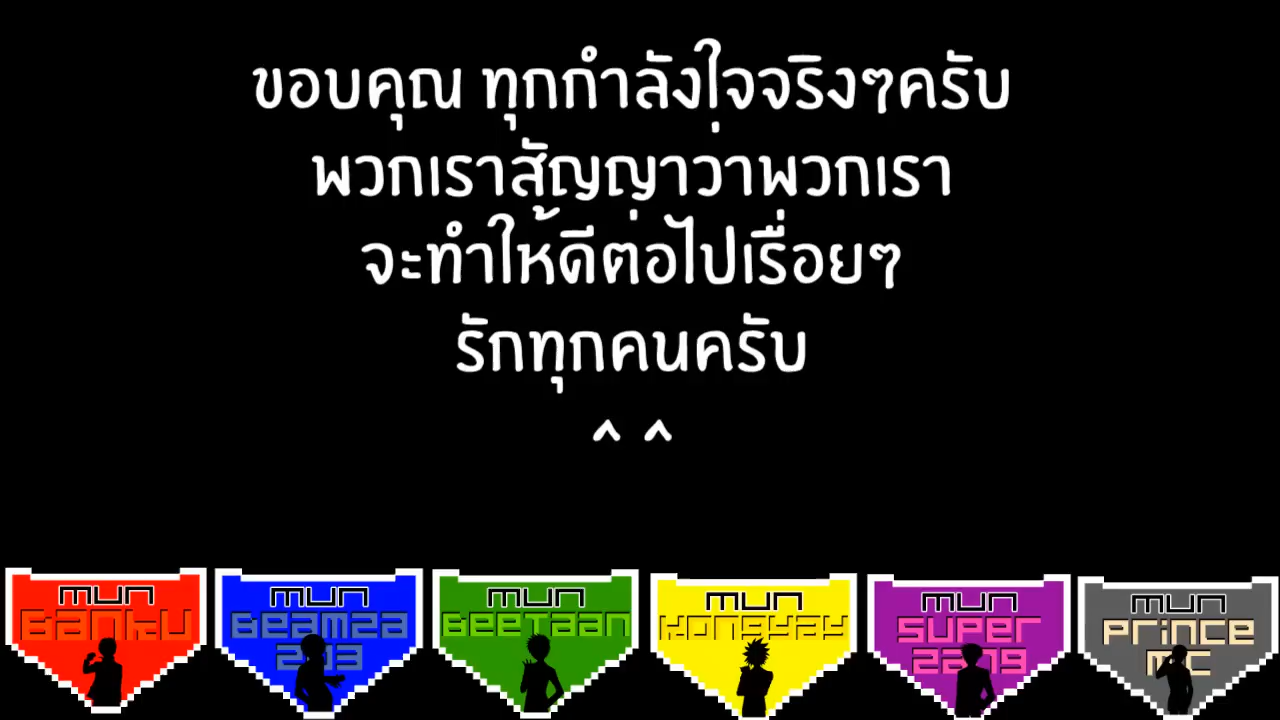 ขอบคุณ ทุกกำลังใจจริงๆครับ
พวกเราสัญญาว่าพวกเรา
จะทำให้ดีต่อไปเรื่อยๆ
รักทุกคนครับ
^ ^
MUN
BANKU
MUN
BEAMZA
MUN
BEETAAN
MUN
KONGYAY
MUN
SUPER
MUN
PRINCE
MC